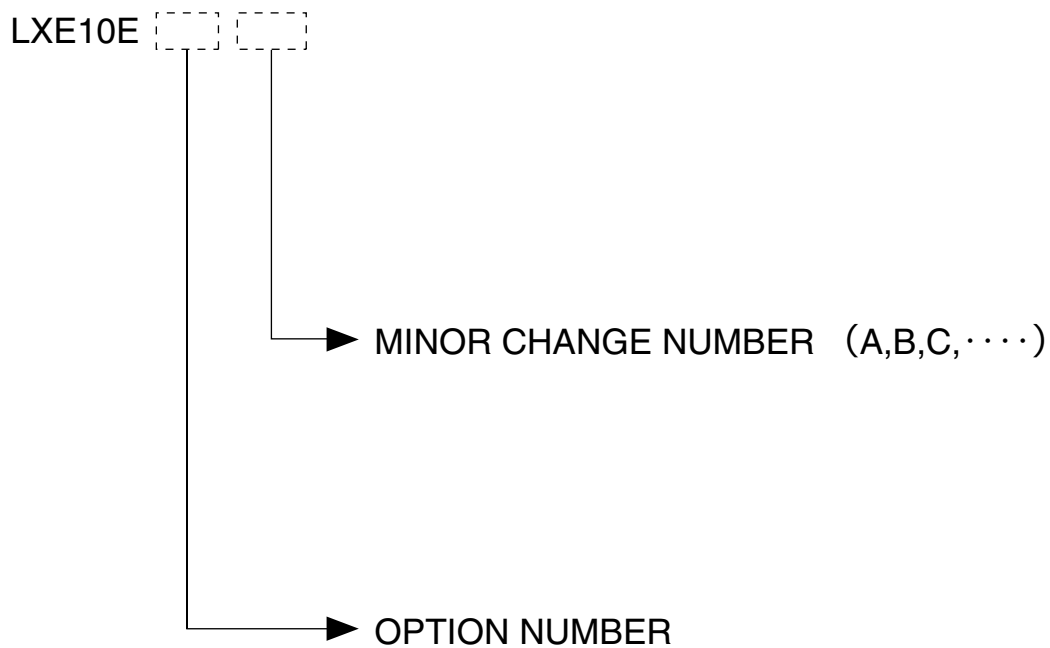 LXE10E
MINOR CHANGE NUMBER （A,B,C,····）
OPTION NUMBER